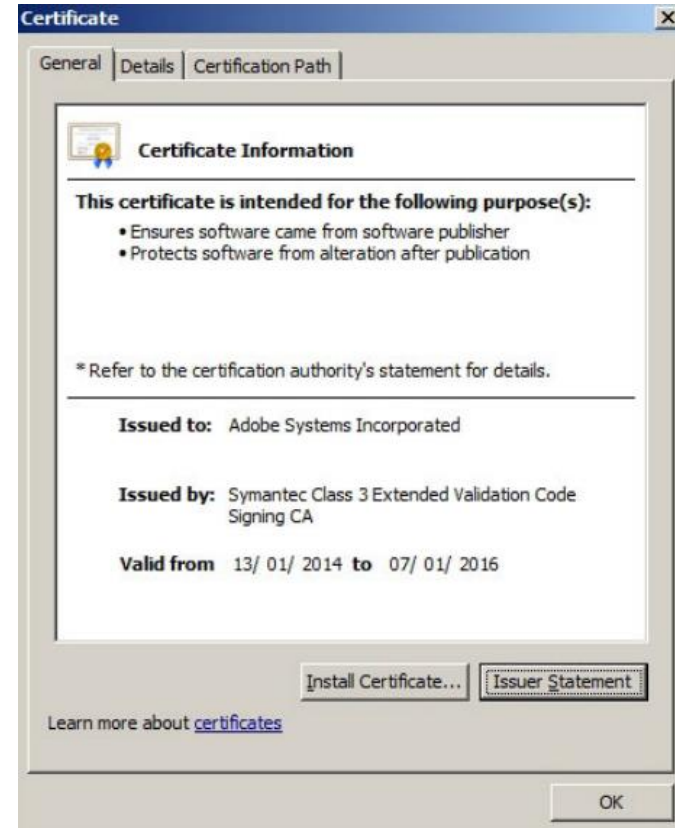 Certificate
General Details Certification Path
Certificate Information
This certificate is intended for the following purpose(s):
• Ensures software came from software publisher
• Protects software from alteration after publication
* Refer to the certification authority's statement for details.
Issued to: Adobe Systems Incorporated
Issued by: Symantec Class 3 Extended Validation Code
Signing CA
Valid from 13/ 01/ 2014 to 07/ 01/ 2016
Install Certificate... Issuer Statement
Learn more about certificates
OK